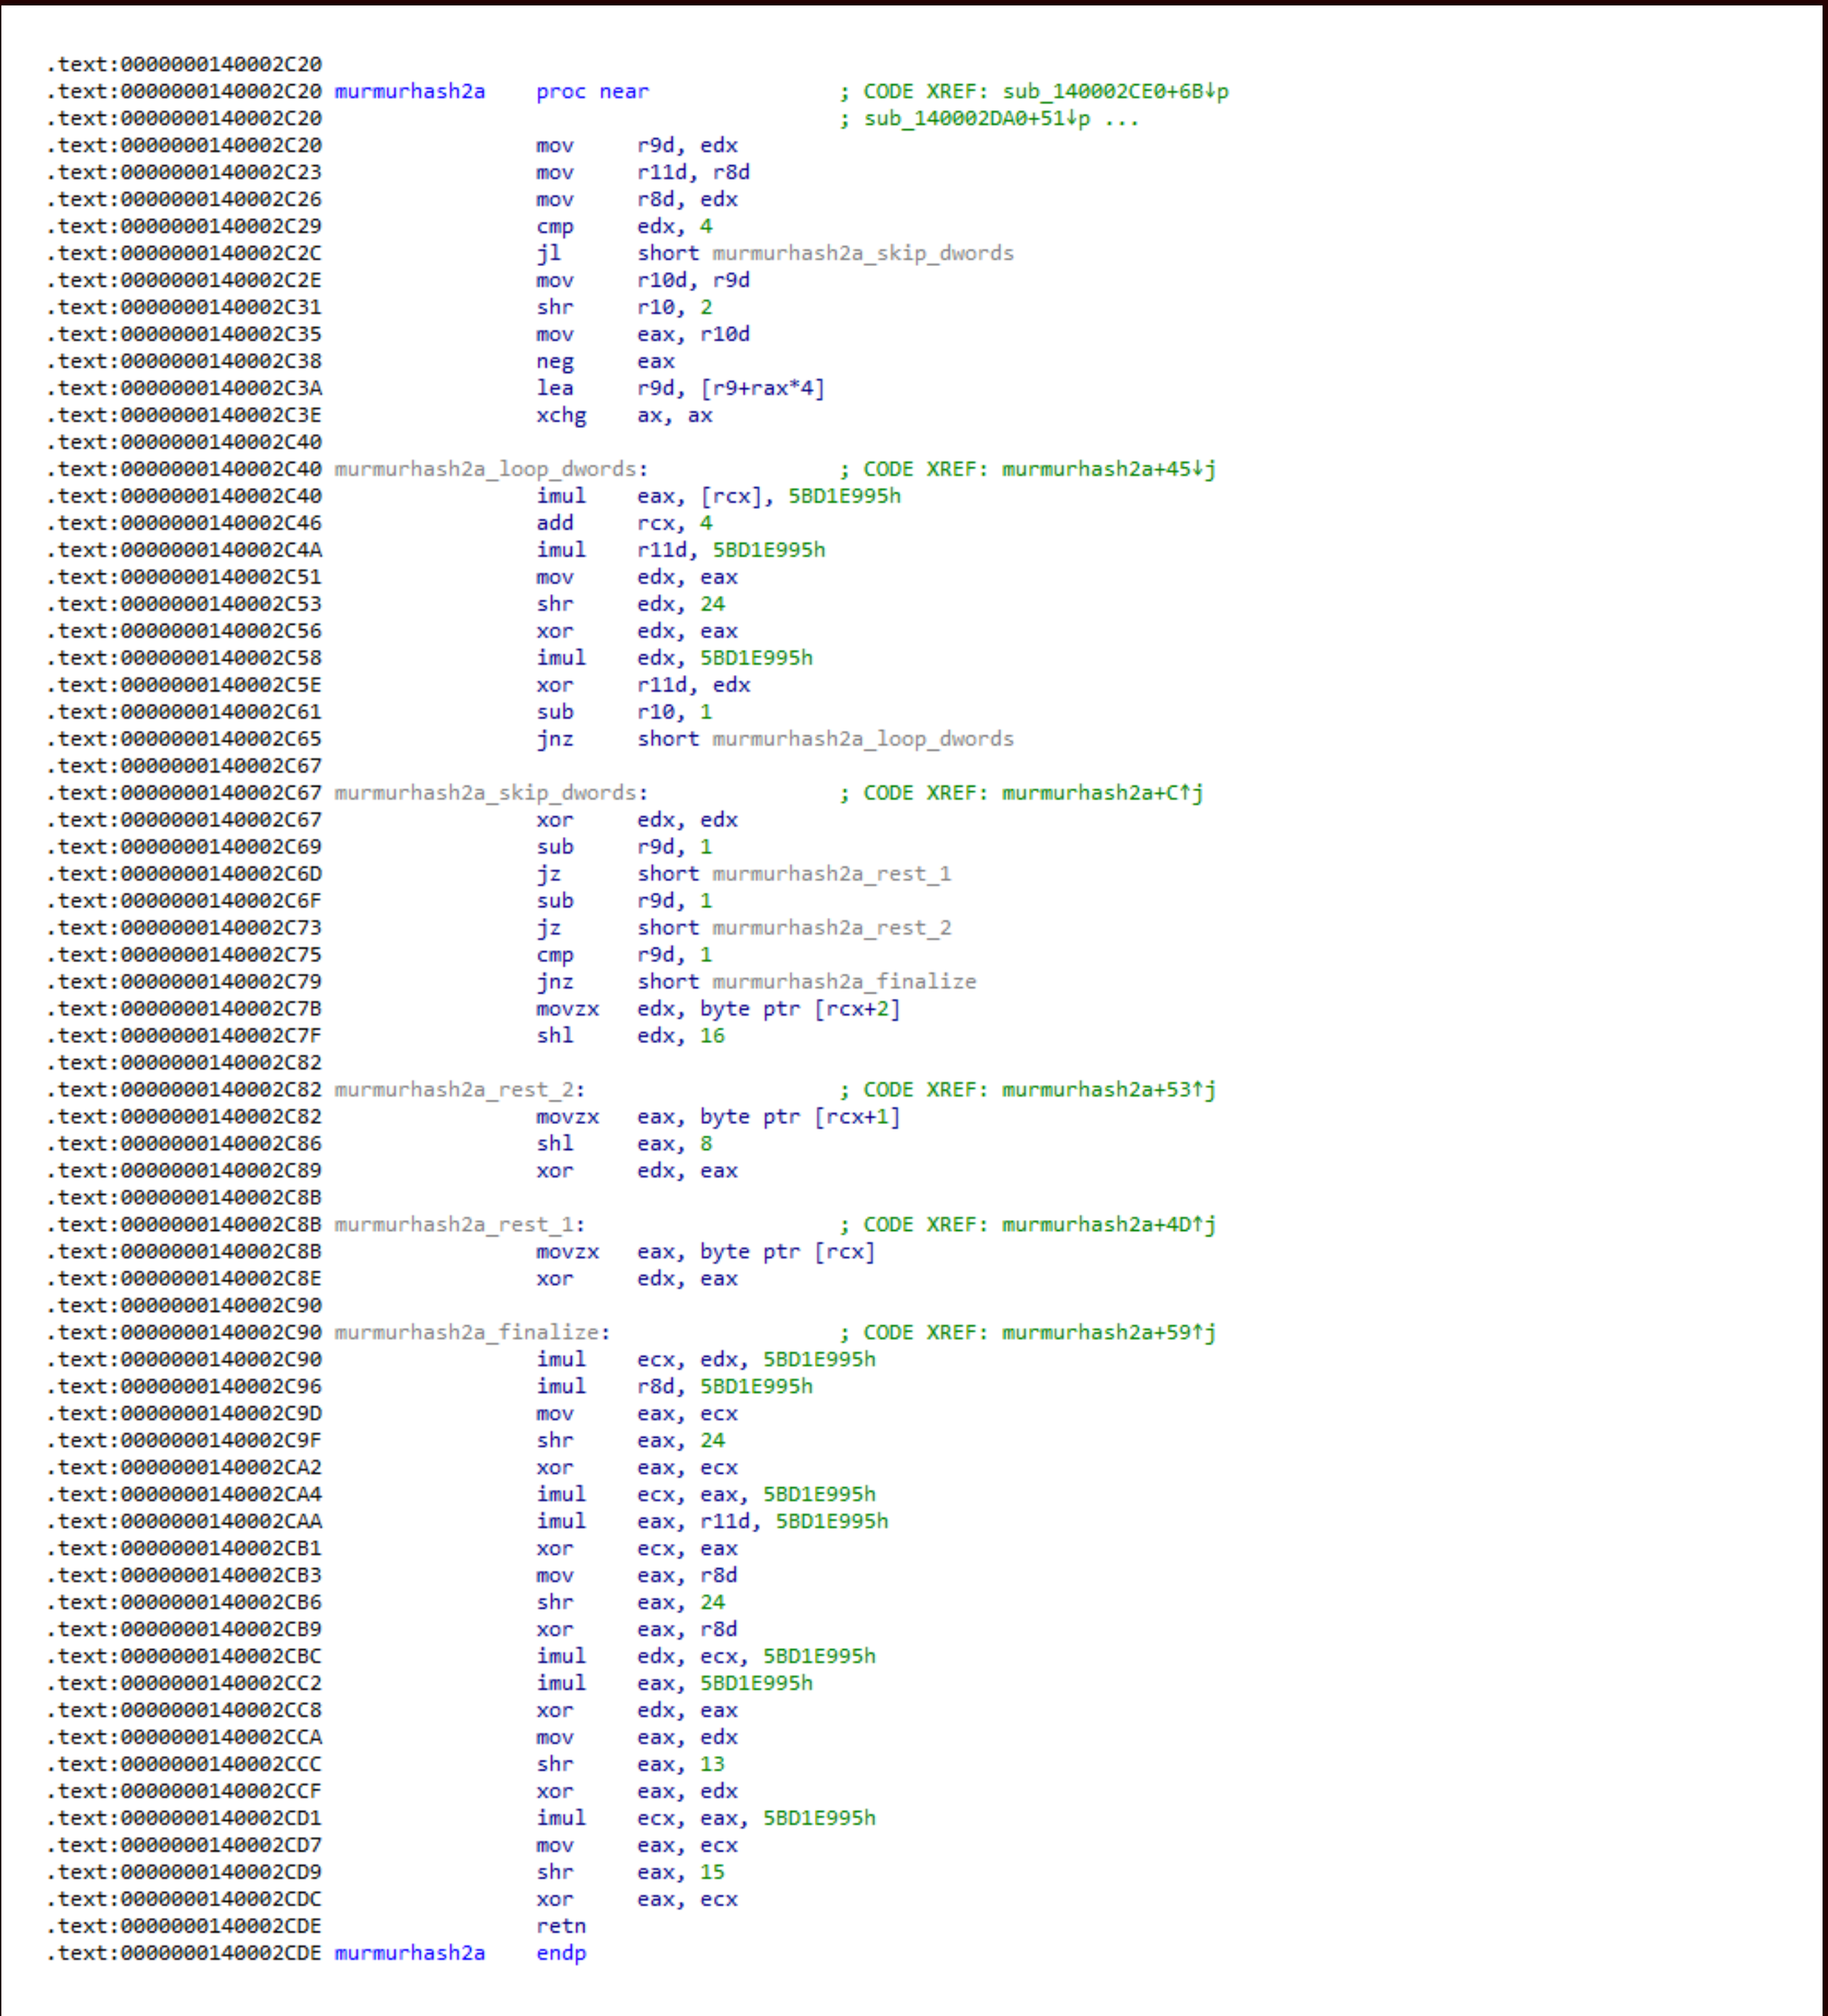 .text:0000000140002C20
.text:0000000140002C20 murmurhash2a    proc near               ; CODE XREF: sub_140002CE0+6B↓p
.text:0000000140002C20                                         ; sub_140002DA0+51↓p ...
.text:0000000140002C20                 mov     r9d, edx
.text:0000000140002C23                 mov     r11d, r8d
.text:0000000140002C26                 mov     r8d, edx
.text:0000000140002C29                 cmp     edx, 4
.text:0000000140002C2C                 jl      short murmurhash2a_skip_dwords
.text:0000000140002C2E                 mov     r10d, r9d
.text:0000000140002C31                 shr     r10, 2
.text:0000000140002C35                 mov     eax, r10d
.text:0000000140002C38                 neg     eax
.text:0000000140002C3A                 lea     r9d, [r9+rax*4]
.text:0000000140002C3E                 xchg    ax, ax
.text:0000000140002C40
.text:0000000140002C40 murmurhash2a_loop_dwords:               ; CODE XREF: murmurhash2a+45↓j
.text:0000000140002C40                 imul    eax, [rcx], 5BD1E995h
.text:0000000140002C46                 add     rcx, 4
.text:0000000140002C4A                 imul    r11d, 5BD1E995h
.text:0000000140002C51                 mov     edx, eax
.text:0000000140002C53                 shr     edx, 24
.text:0000000140002C56                 xor     edx, eax
.text:0000000140002C58                 imul    edx, 5BD1E995h
.text:0000000140002C5E                 xor     r11d, edx
.text:0000000140002C61                 sub     r10, 1
.text:0000000140002C65                 jnz     short murmurhash2a_loop_dwords
.text:0000000140002C67
.text:0000000140002C67 murmurhash2a_skip_dwords:               ; CODE XREF: murmurhash2a+C↑j
.text:0000000140002C67                 xor     edx, edx
.text:0000000140002C69                 sub     r9d, 1
.text:0000000140002C6D                 jz      short murmurhash2a_rest_1
.text:0000000140002C6F                 sub     r9d, 1
.text:0000000140002C73                 jz      short murmurhash2a_rest_2
.text:0000000140002C75                 cmp     r9d, 1
.text:0000000140002C79                 jnz     short murmurhash2a_finalize
.text:0000000140002C7B                 movzx   edx, byte ptr [rcx+2]
.text:0000000140002C7F                 shl     edx, 16
.text:0000000140002C82
.text:0000000140002C82 murmurhash2a_rest_2:                    ; CODE XREF: murmurhash2a+53↑j
.text:0000000140002C82                 movzx   eax, byte ptr [rcx+1]
.text:0000000140002C86                 shl     eax, 8
.text:0000000140002C89                 xor     edx, eax
.text:0000000140002C8B
.text:0000000140002C8B murmurhash2a_rest_1:                    ; CODE XREF: murmurhash2a+4D↑j
.text:0000000140002C8B                 movzx   eax, byte ptr [rcx]
.text:0000000140002C8E                 xor     edx, eax
.text:0000000140002C90
.text:0000000140002C90 murmurhash2a_finalize:                  ; CODE XREF: murmurhash2a+59↑j
.text:0000000140002C90                 imul    ecx, edx, 5BD1E995h
.text:0000000140002C96                 imul    r8d, 5BD1E995h
.text:0000000140002C9D                 mov     eax, ecx
.text:0000000140002C9F                 shr     eax, 24
.text:0000000140002CA2                 xor     eax, ecx
.text:0000000140002CA4                 imul    ecx, eax, 5BD1E995h
.text:0000000140002CAA                 imul    eax, r11d, 5BD1E995h
.text:0000000140002CB1                 xor     ecx, eax
.text:0000000140002CB3                 mov     eax, r8d
.text:0000000140002CB6                 shr     eax, 24
.text:0000000140002CB9                 xor     eax, r8d
.text:0000000140002CBC                 imul    edx, ecx, 5BD1E995h
.text:0000000140002CC2                 imul    eax, 5BD1E995h
.text:0000000140002CC8                 xor     edx, eax
.text:0000000140002CCA                 mov     eax, edx
.text:0000000140002CCC                 shr     eax, 13
.text:0000000140002CCF                 xor     eax, edx
.text:0000000140002CD1                 imul    ecx, eax, 5BD1E995h
.text:0000000140002CD7                 mov     eax, ecx
.text:0000000140002CD9                 shr     eax, 15
.text:0000000140002CDC                 xor     eax, ecx
.text:0000000140002CDE                 retn
.text:0000000140002CDE murmurhash2a    endp